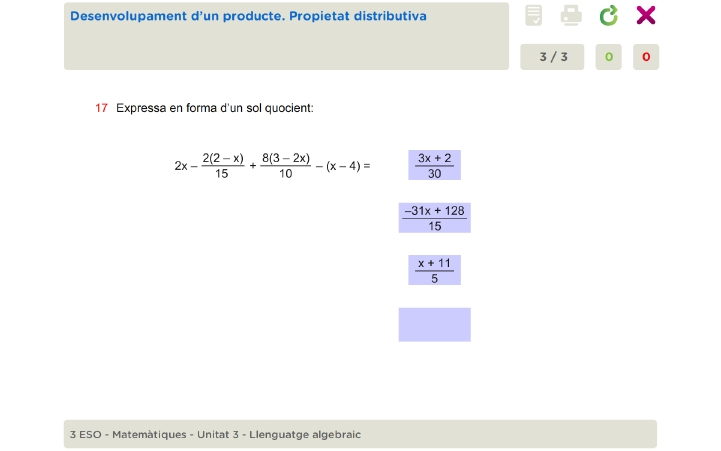 Desenvolupament d'un producte. Propietat distributiva
3 / 3
0
0
17 Expressa en forma d'un sol quocient:
2x – 2(2 – x)/15 + 8(3 – 2x)/10 – (x – 4) =
3x + 2/30
–31x + 128/15
x + 11/5
3 ESO - Matemàtiques - Unitat 3 - Llenguatge algebraic